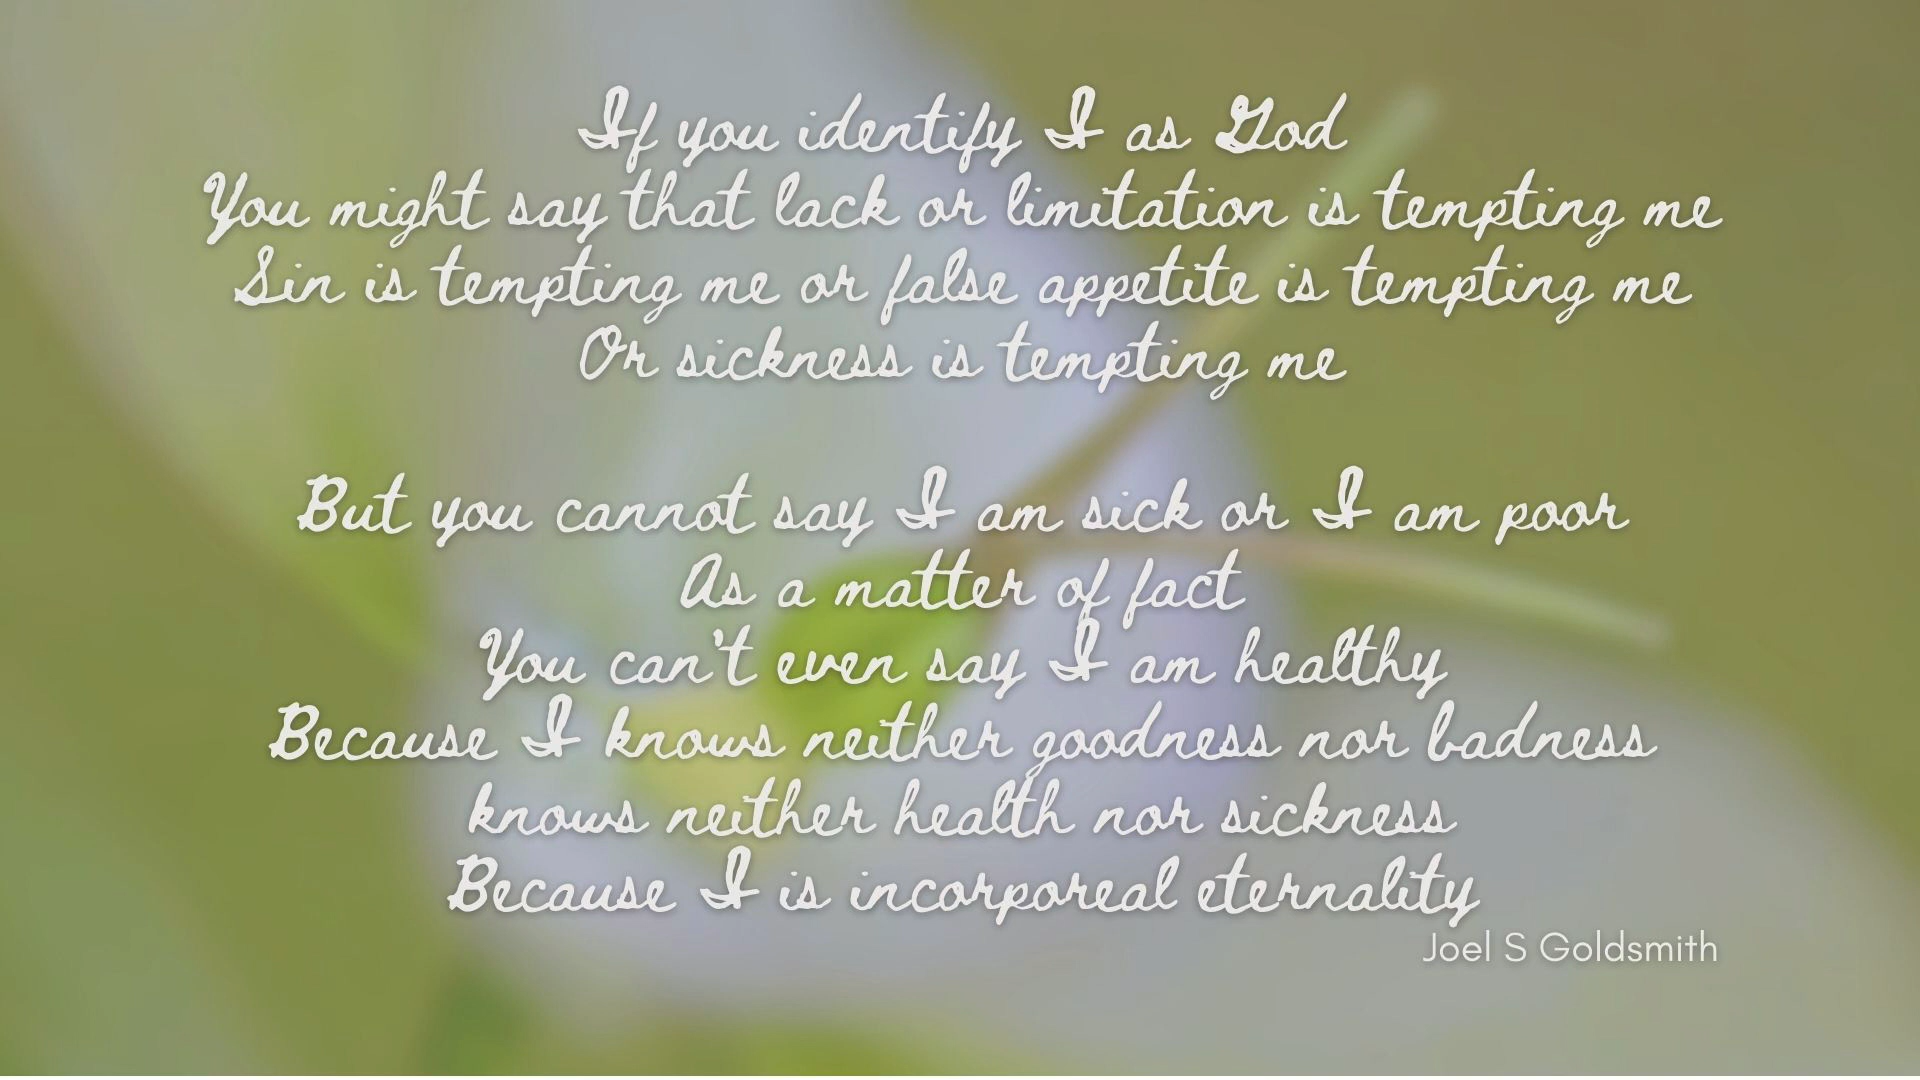 If you identify I as God
You might say that lack or limitation is tempting me
Sin is tempting me or false appetite is tempting me
Or sickness is tempting me
But you cannot say I am sick or I am poor
As a matter of fact
You can't even say I am healthy
Because I knows neither goodness nor badness
knows neither health nor sickness
Because I is incorporeal eternality
Joel S Goldsmith